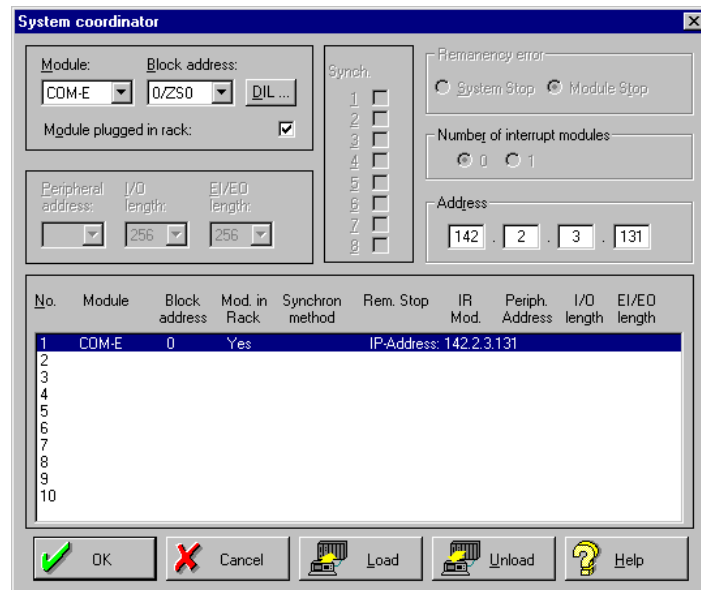 System coordinator
Module: Block address:
COM-E 0/ZS0 DIL ...
Module plugged in rack:
Peripheral address: I/O length: EI/EO length:
256 256
Synch.
1
2
3
4
5
6
7
8
Remanency error
System Stop Module Stop
Number of interrupt modules
0 1
Address
142 . 2 . 3 . 131
No. Module Block address Mod. in Rack Synchron method Rem. Stop IR Mod. Periph. Address I/O length EI/EO length
1 COM-E 0 Yes IP-Address: 142.2.3.131
2
3
4
5
6
7
8
9
10
OK Cancel Load Unload Help